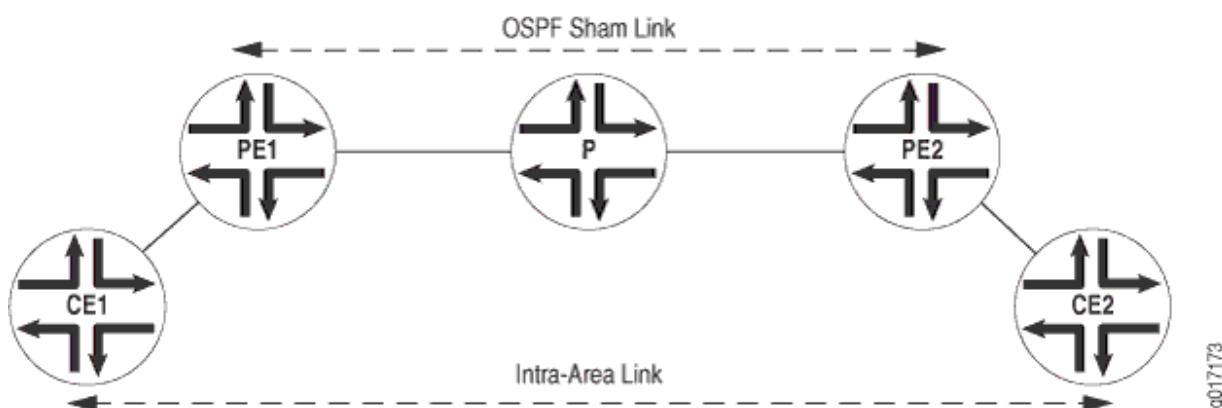 OSPF Sham Link
PE1
P
PE2
CE1
CE2
Intra-Area Link
g017173